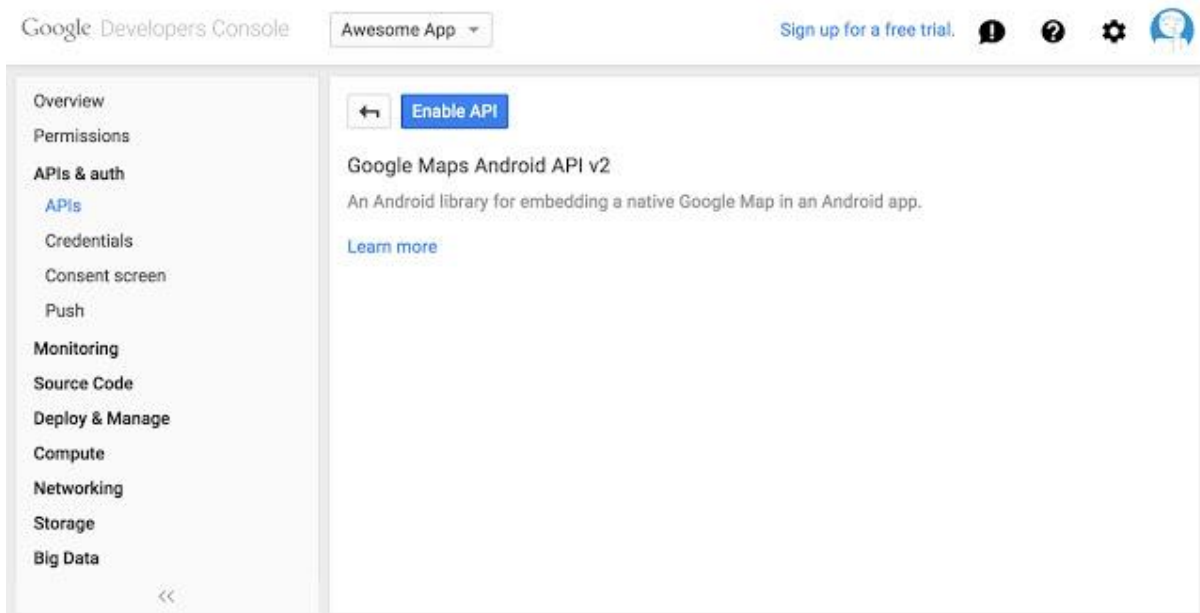 Google Developers Console
Awesome App
Sign up for a free trial.
Overview
Permissions
APIs & auth
APIs
Credentials
Consent screen
Push
Monitoring
Source Code
Deploy & Manage
Compute
Networking
Storage
Big Data
<<
Enable API
Google Maps Android API v2
An Android library for embedding a native Google Map in an Android app.
Learn more